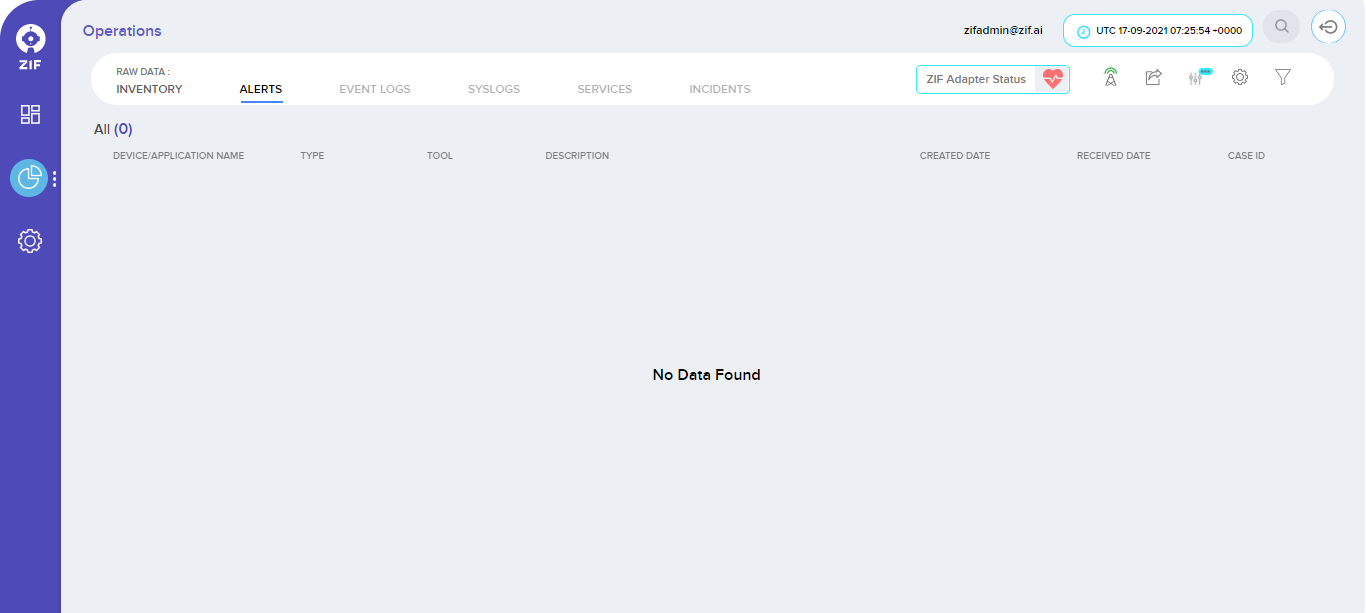 Operations
zifadmin@zif.ai
UTC 17-09-2021 07:25:54 +0000
ZIF
RAW DATA :
INVENTORY
ALERTS
EVENT LOGS
SYSLOGS
SERVICES
INCIDENTS
ZIF Adapter Status
All (0)
DEVICE/APPLICATION NAME
TYPE
TOOL
DESCRIPTION
CREATED DATE
RECEIVED DATE
CASE ID
No Data Found